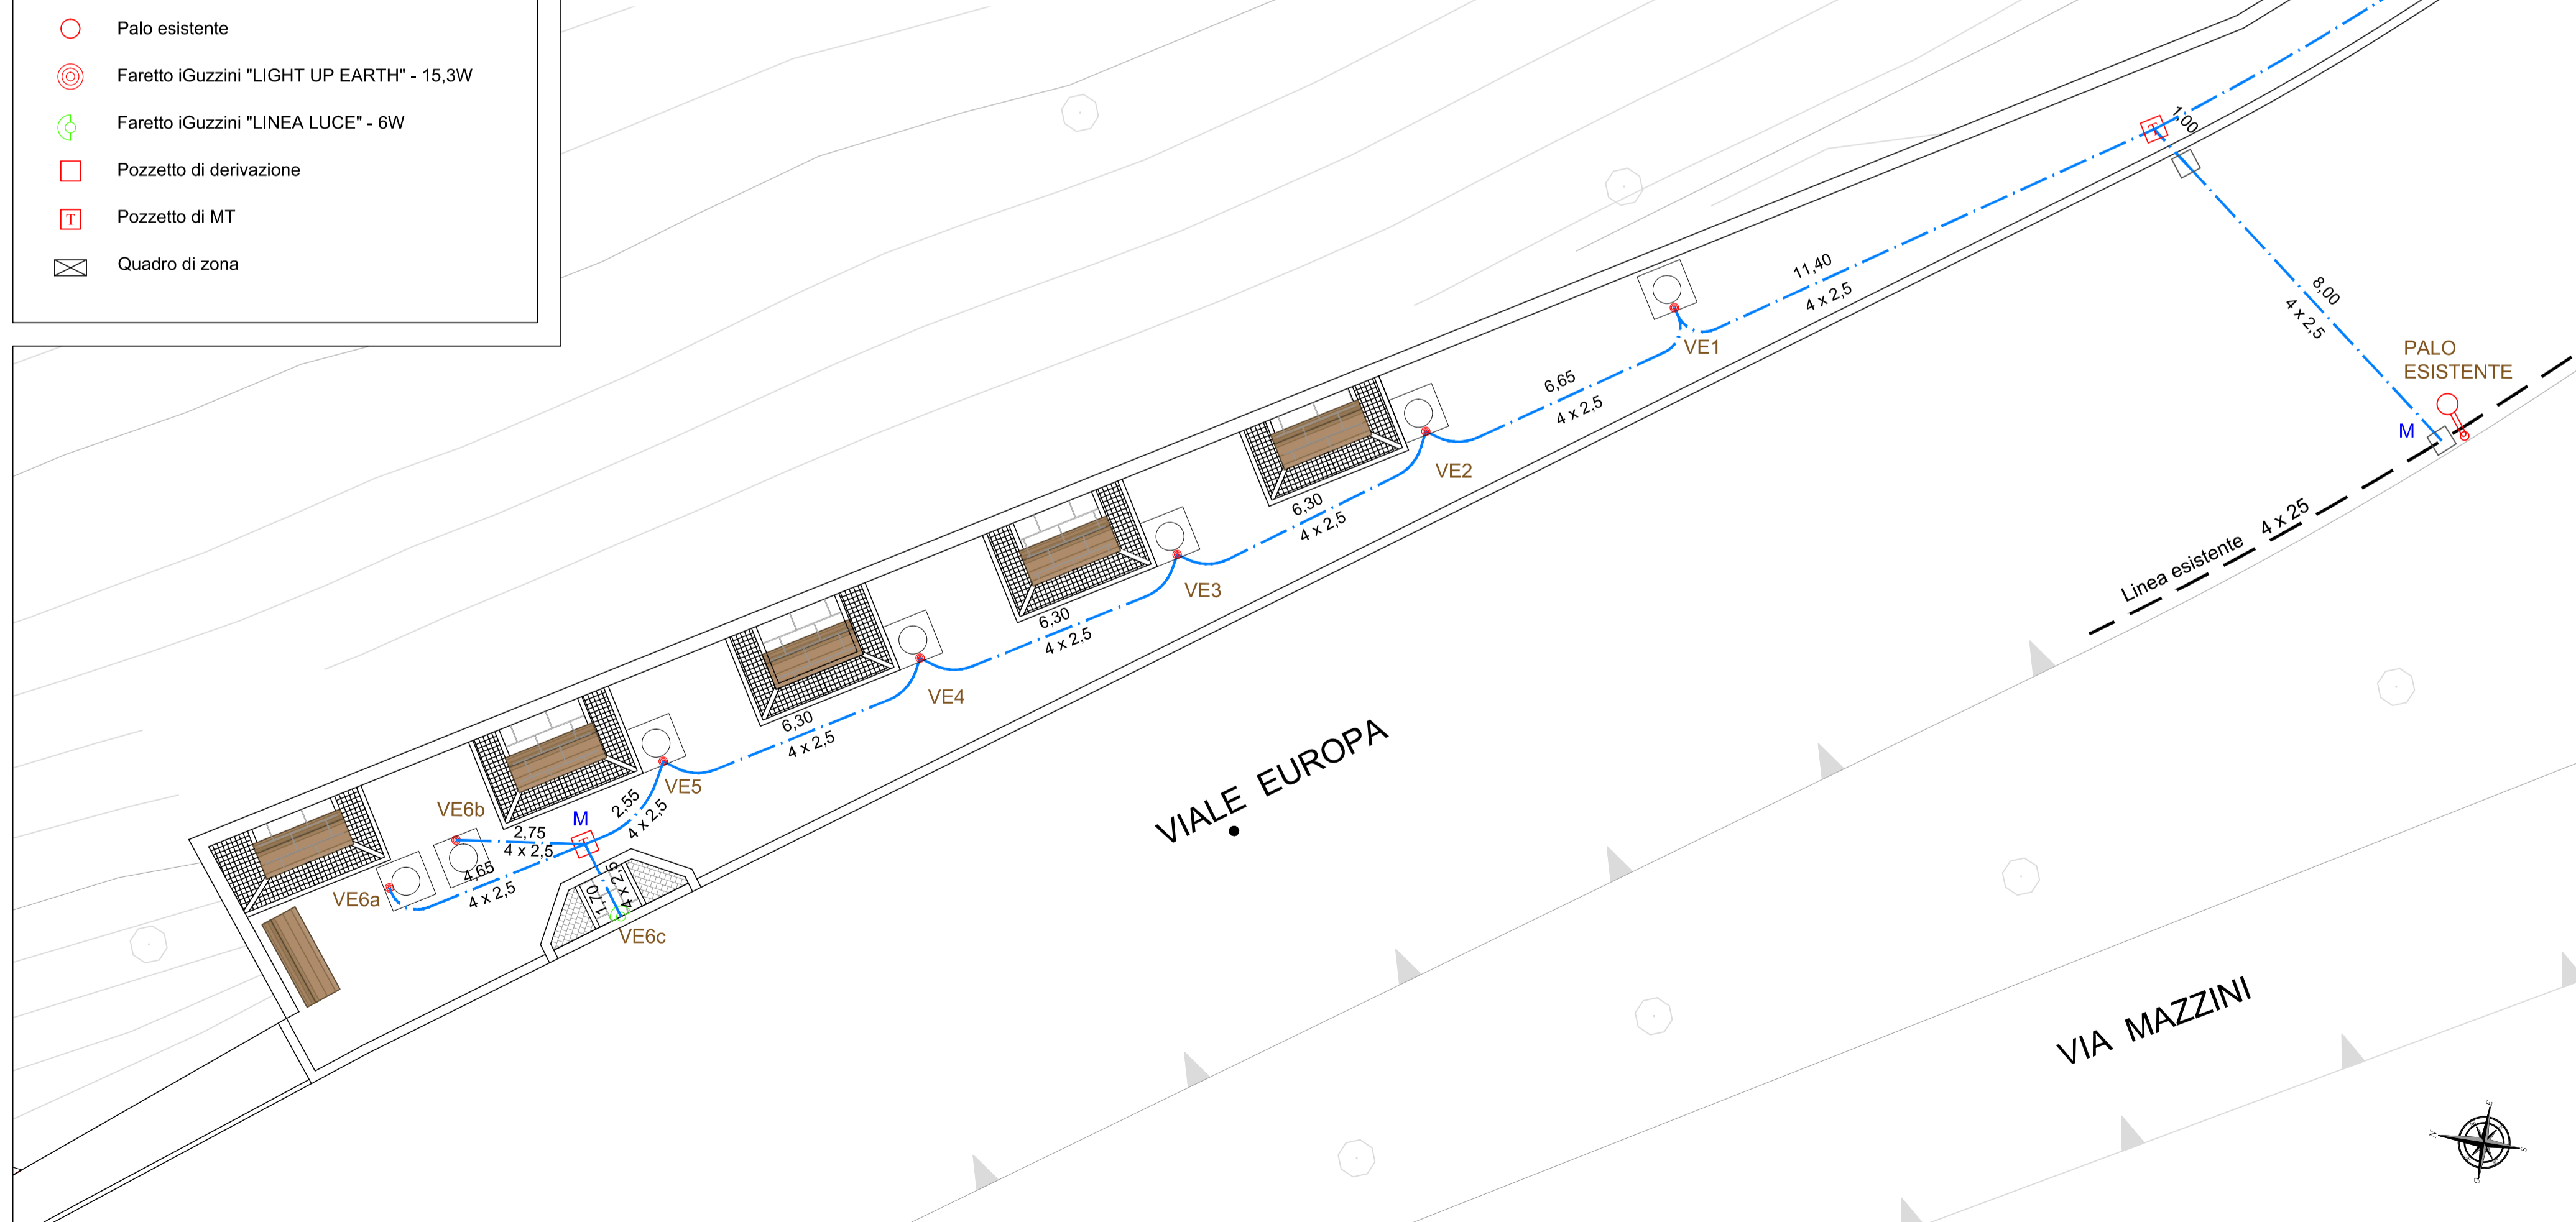 Palo esistente
Faretto iGuzzini "LIGHT UP EARTH" - 15,3W
Faretto iGuzzini "LINEA LUCE" - 6W
Pozzetto di derivazione
T
Pozzetto di MT
Quadro di zona
T
1,00
11,40
4 x 2,5
8,00
4 x 2,5
PALO
ESISTENTE
M
VE1
6,65
4 x 2,5
VE2
6,30
4 x 2,5
VE3
6,30
4 x 2,5
VE4
6,30
4 x 2,5
VE5
2,55
4 x 2,5
M
T
VE6b
2,75
4 x 2,5
4,65
4 x 2,5
VE6a
1,70
4 x 2,5
VE6c
Linea esistente 4 x 25
VIALE EUROPA
VIA MAZZINI
E
N
S
O